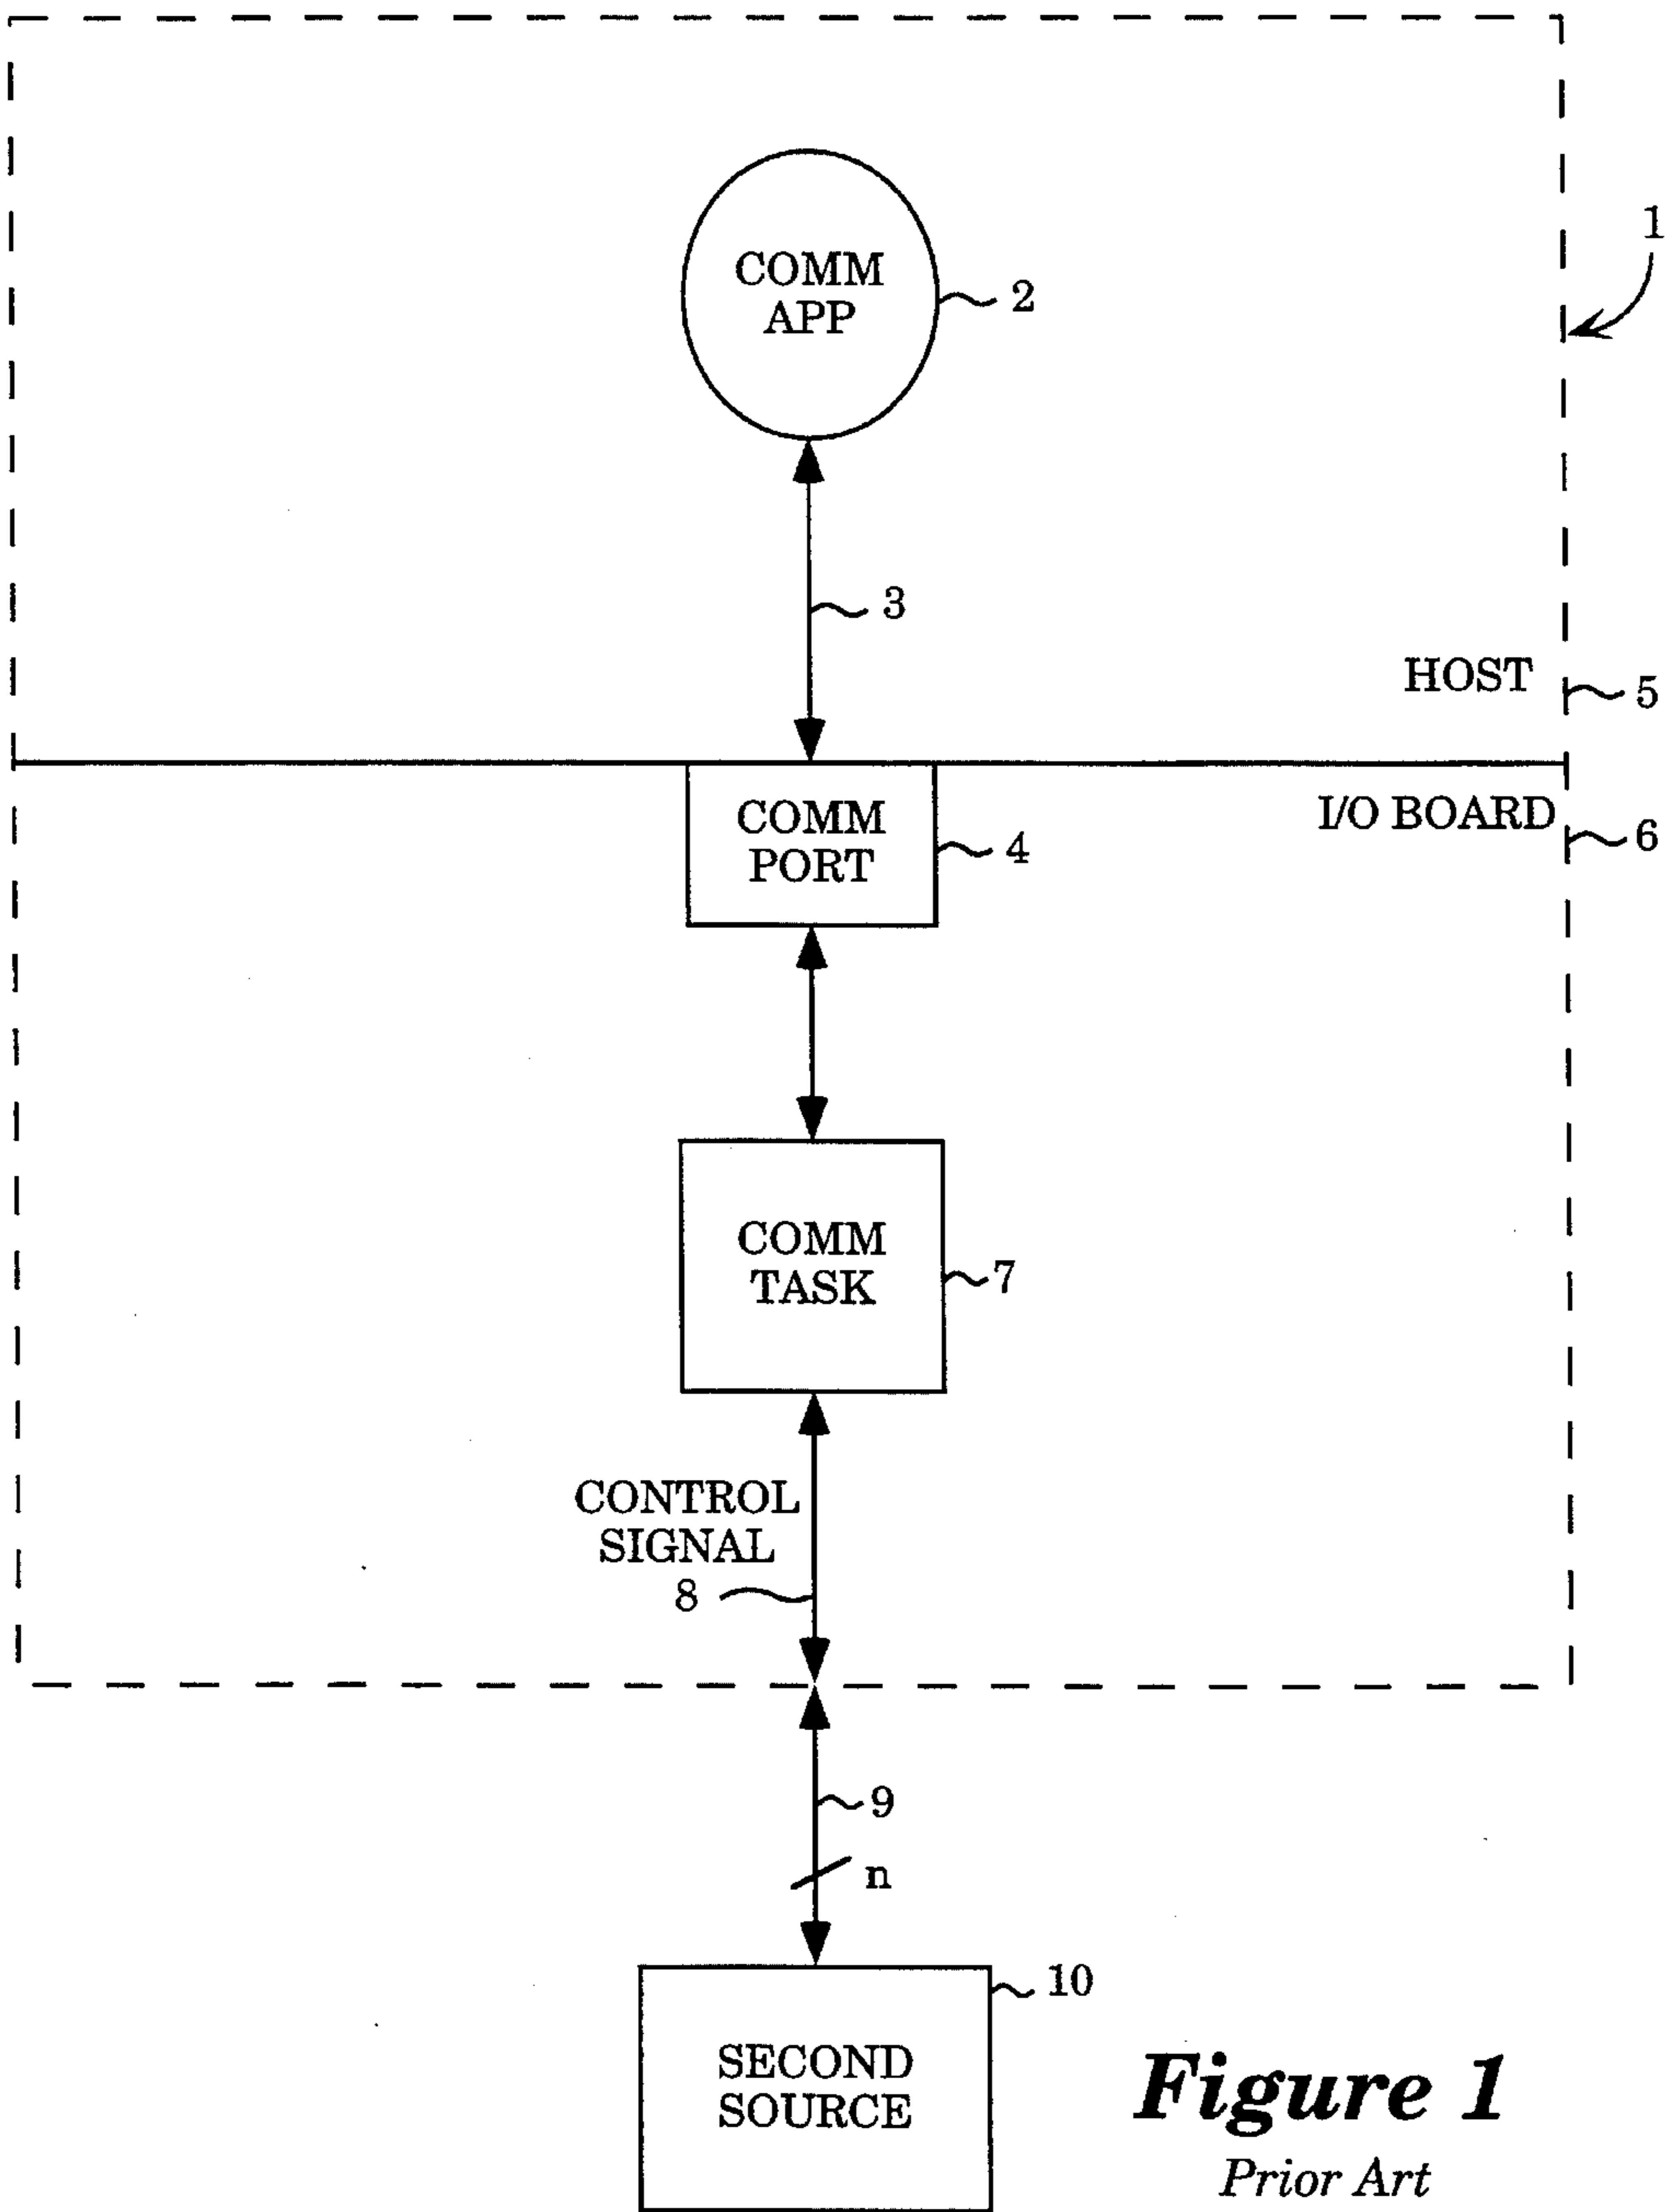 1
COMM
APP
2
3
HOST
5
I/O BOARD
6
COMM
PORT
4
COMM
TASK
7
CONTROL
SIGNAL
8
9
n
10
SECOND
SOURCE
Figure 1
Prior Art